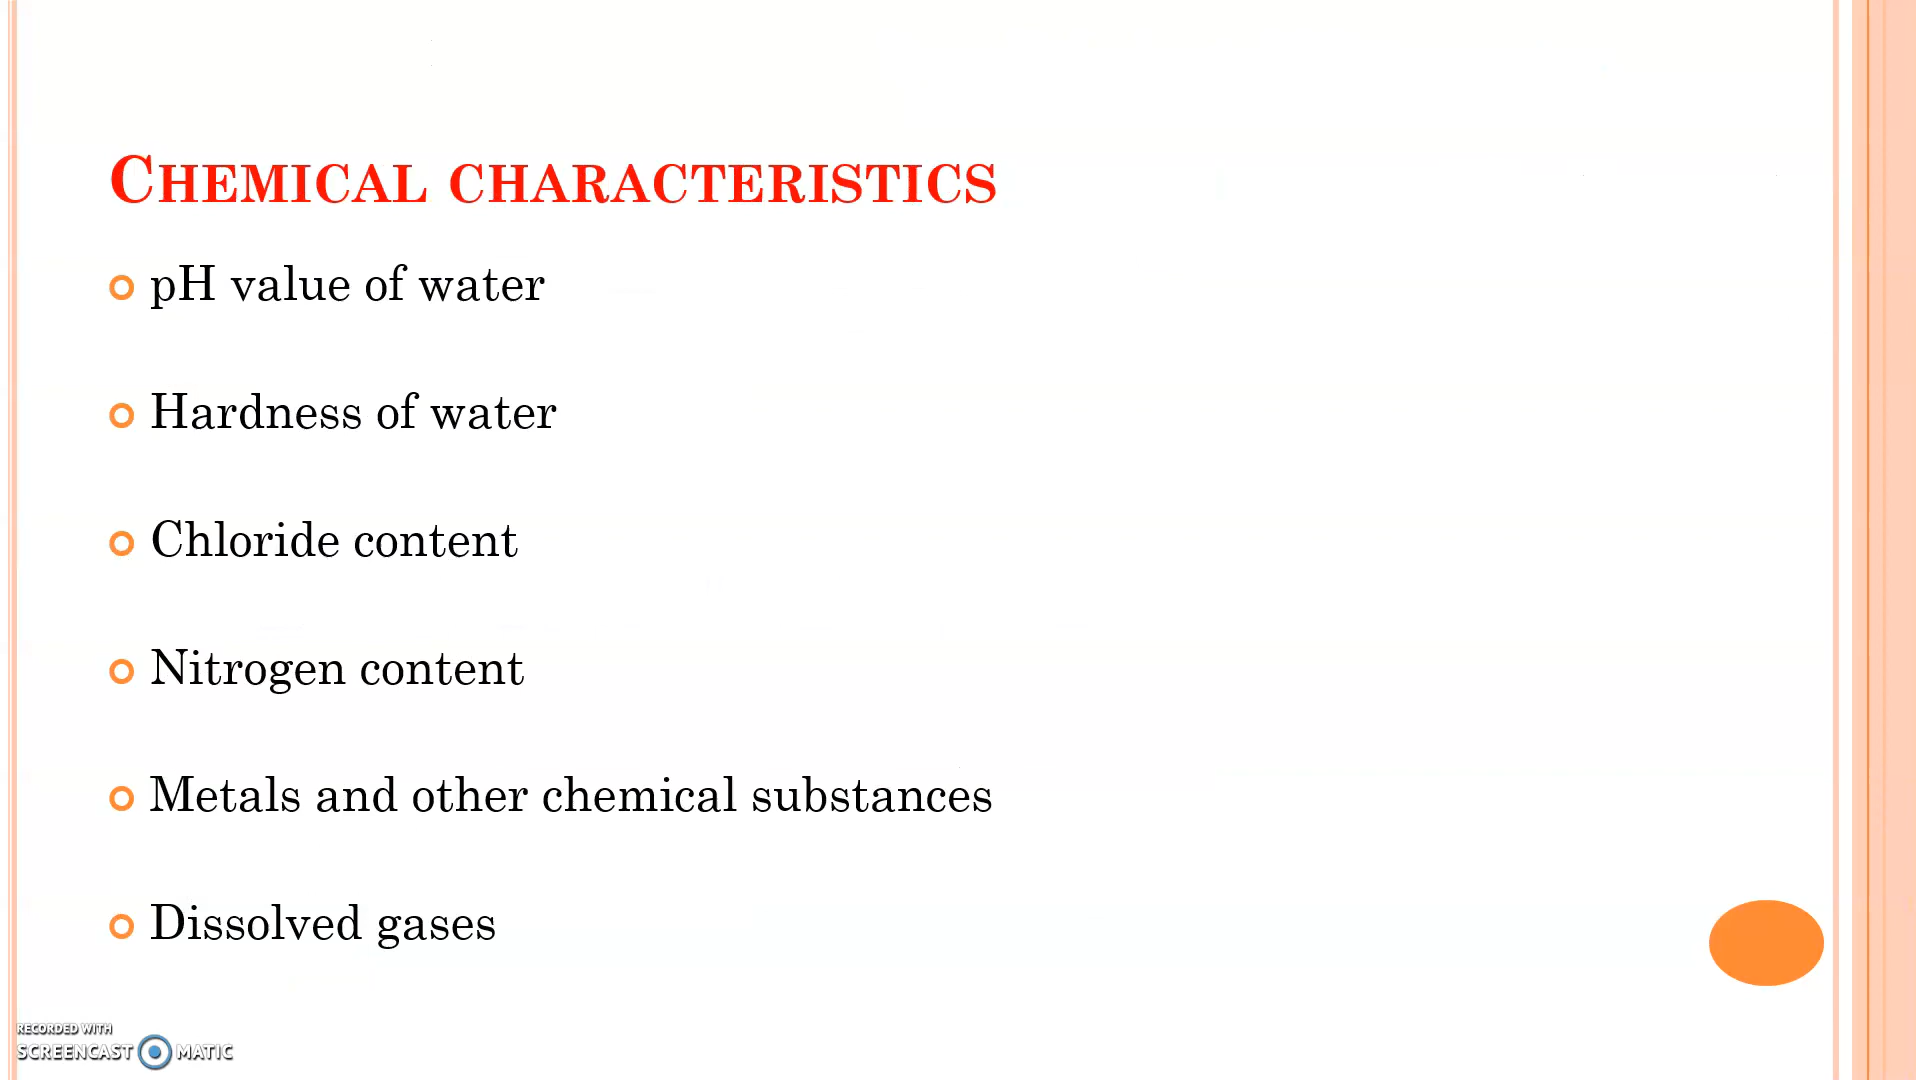 CHEMICAL CHARACTERISTICS
pH value of water
Hardness of water
Chloride content
Nitrogen content
Metals and other chemical substances
Dissolved gases
RECORDED WITH
SCREENCAST MATIC